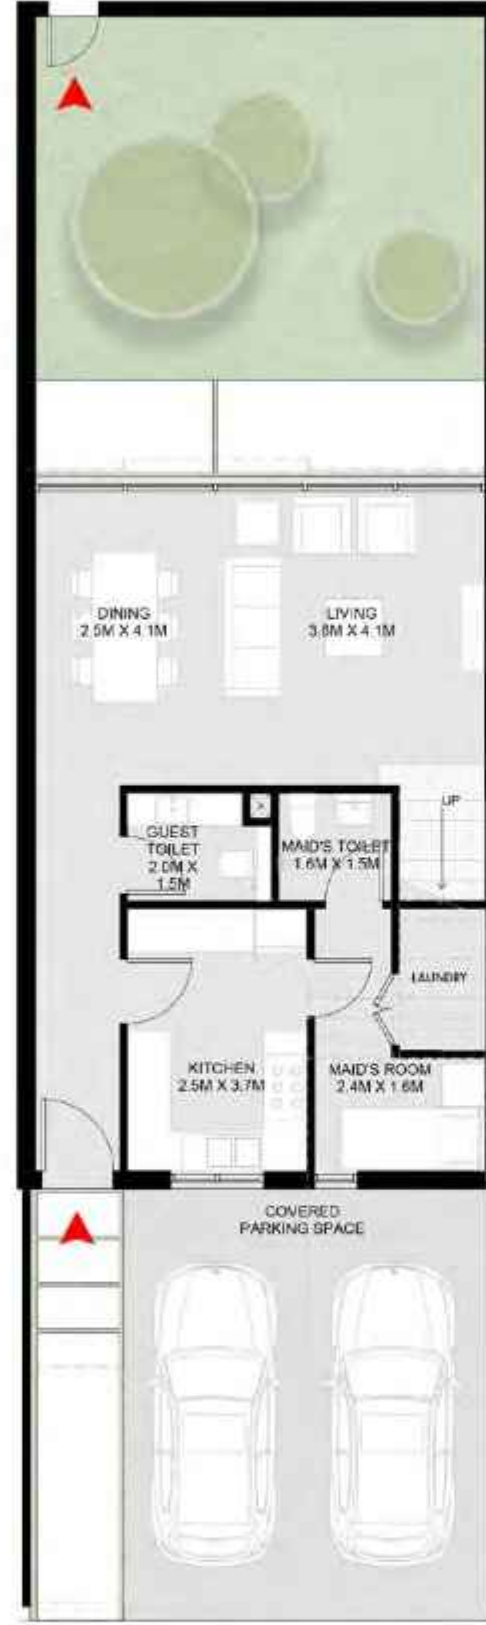 DINING
2.5M X 4.1M
LIVING
3.8M X 4.1M
UP
GUEST
TOILET
2.0M X
1.5M
MAID'S TOILET
1.6M X 1.5M
LAUNDRY
KITCHEN
2.5M X 3.7M
MAID'S ROOM
2.4M X 1.6M
COVERED
PARKING SPACE